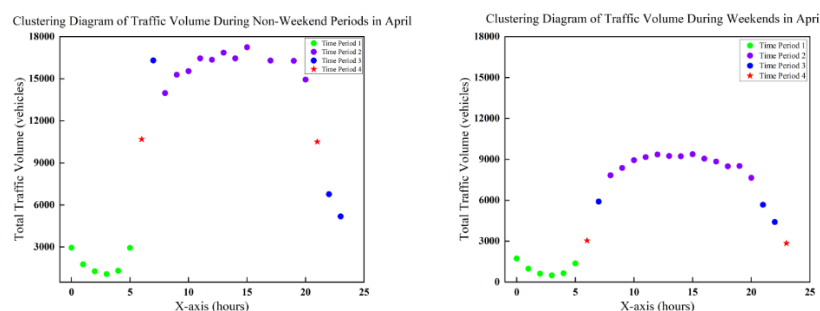 Clustering Diagram of Traffic Volume During Non-Weekend Periods in April
18000
15000
12000
9000
6000
3000
Total Traffic Volume (vehicles)
Time Period 1
Time Period 2
Time Period 3
Time Period 4
0 5 10 15 20 25
X-axis (hours)
Clustering Diagram of Traffic Volume During Weekends in Apri
18000
15000
12000
9000
6000
3000
0
Total Traffic Volume (vehicles)
Time Period 1
Time Period 2
Time Period 3
Time Period 4
0 5 10 15 20 25
X-axis (hours)